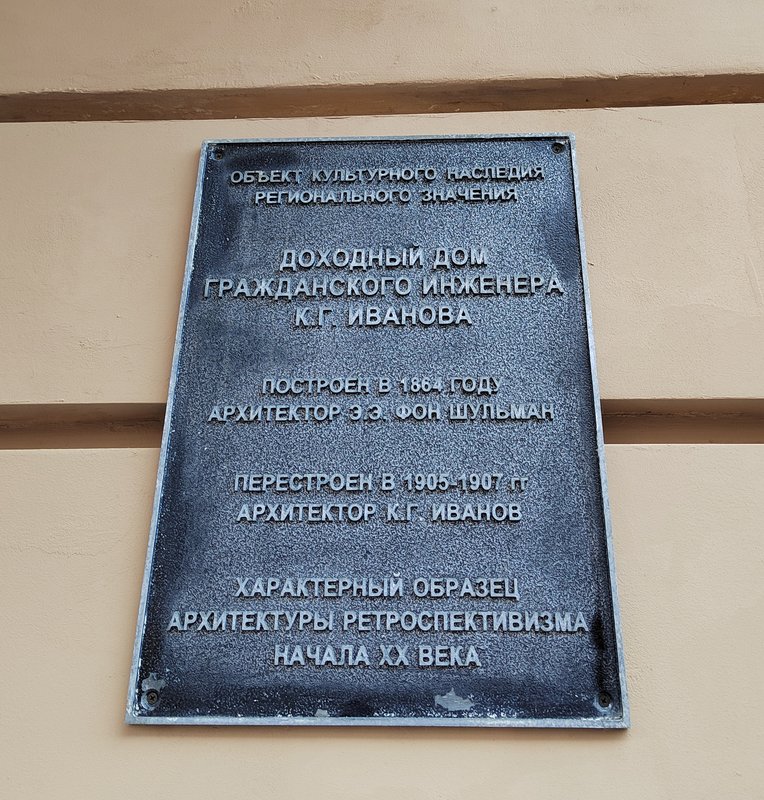 ОБЪЕКТ КУЛЬТУРНОГО НАСЛЕДИЯ
РЕГИОНАЛЬНОГО ЗНАЧЕНИЯ
ДОХОДНЫЙ ДОМ
ГРАЖДАНСКОГО ИНЖЕНЕРА
К.Г. ИВАНОВА
ПОСТРОЕН В 1864 ГОДУ
АРХИТЕКТОР Э.Э. ФОН ШУЛЬМАН
ПЕРЕСТРОЕН В 1905-1907 гг
АРХИТЕКТОР К.Г. ИВАНОВ
ХАРАКТЕРНЫЙ ОБРАЗЕЦ
АРХИТЕКТУРЫ РЕТРОСПЕКТИВИЗМА
НАЧАЛА XX ВЕКА